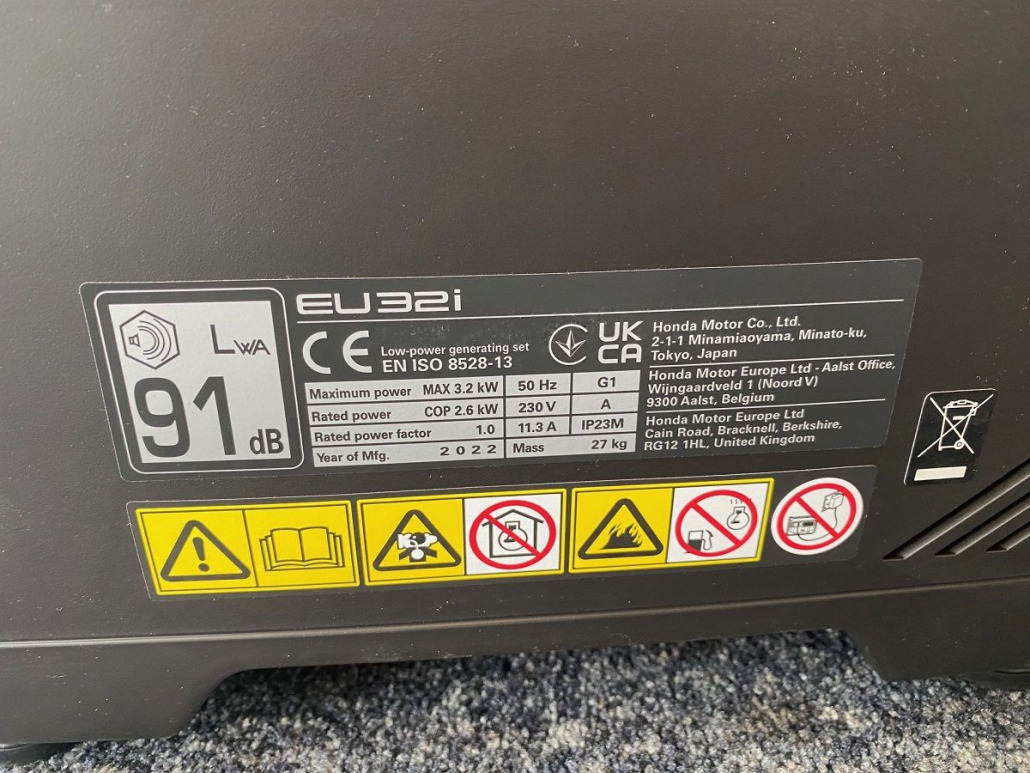 LWA
91 dB
EU32i
CE
Low-power generating set
EN ISO 8528-13
UK
CA
Honda Motor Co., Ltd.
2-1-1 Minamiaoyama, Minato-ku,
Tokyo, Japan
Honda Motor Europe Ltd - Aalst Office,
Wijngaardveld 1 (Noord V)
9300 Aalst, Belgium
Honda Motor Europe Ltd
Cain Road, Bracknell, Berkshire,
RG12 1HL, United Kingdom
Maximum power MAX 3.2 kW 50 Hz G1
Rated power COP 2.6 kW 230 V A
Rated power factor 1.0 11.3 A IP23M
Year of Mfg. 2022 Mass 27 kg